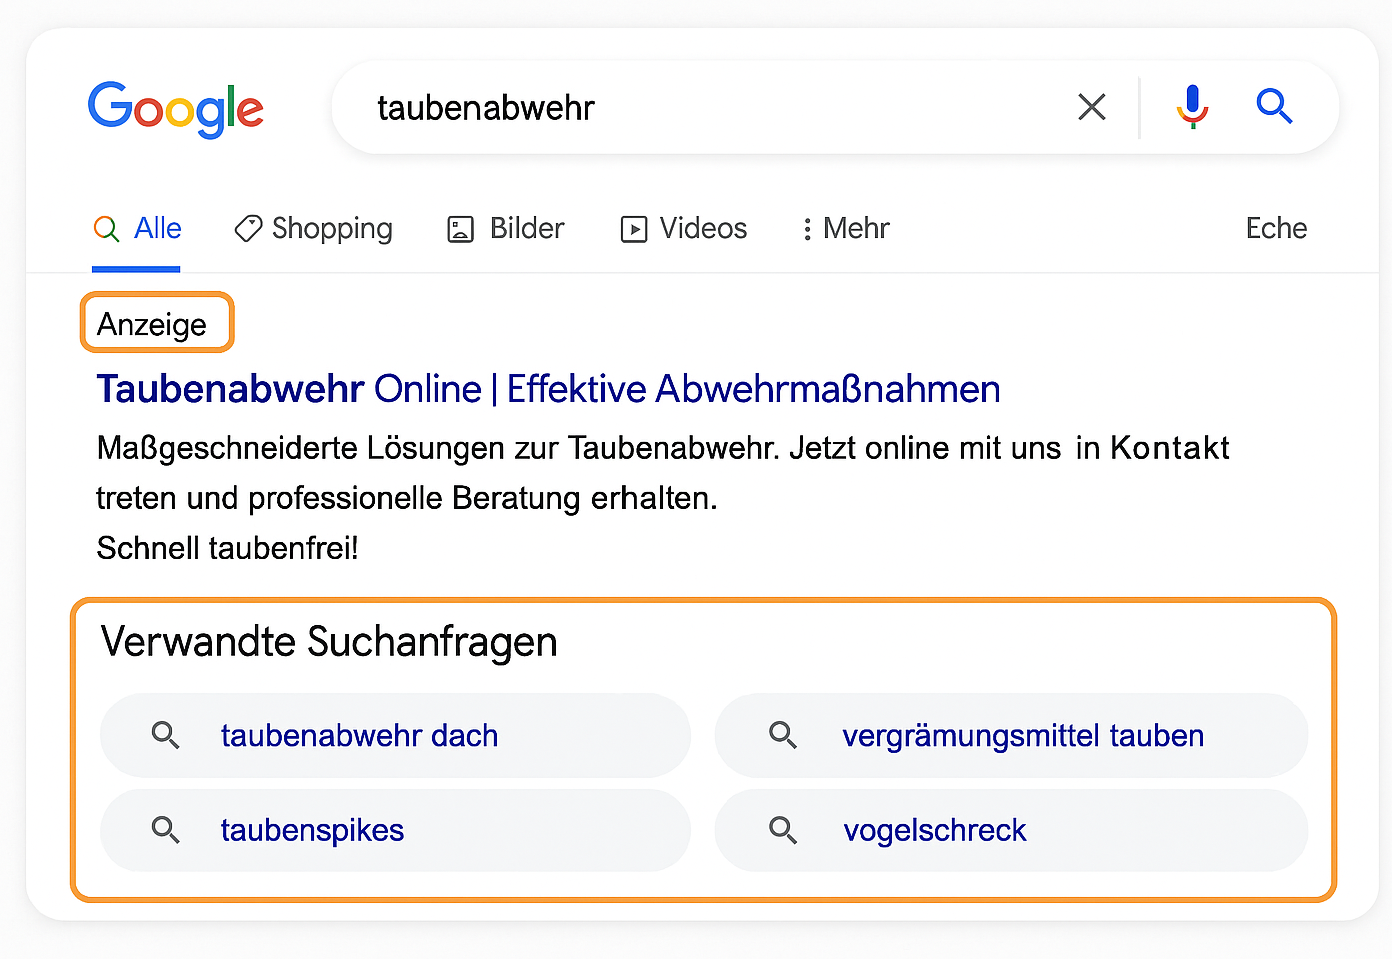 Google taubenabwehr
Alle Shopping Bilder Videos Mehr Eche
Anzeige
Taubenabwehr Online | Effektive Abwehrmaßnahmen
Maßgeschneiderte Lösungen zur Taubenabwehr. Jetzt online mit uns in Kontakt
treten und professionelle Beratung erhalten.
Schnell taubenfrei!
Verwandte Suchanfragen
taubenabwehr dach vergrämungsmittel tauben
taubenspikes vogelschreck